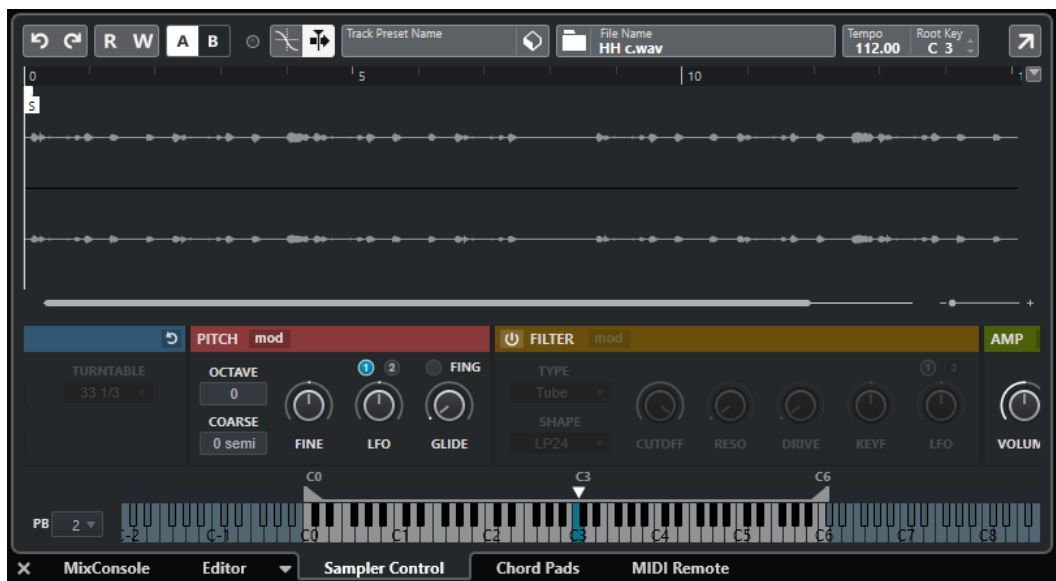 R W A B Track Preset Name File Name Tempo Root Key
HH c.wav 112.00 C 3
0 5 10 1
S
PITCH mod FILTER mod AMP
TURNTABLE OCTAVE 1 2 FING TYPE 1 2
33 1/3 0 Tube
COARSE SHAPE
0 semi FINE LFO GLIDE LP24 CUTOFF RESO DRIVE KEYF LFO VOLUM
C0 C3 C6
PB 2 C-2 C-1 C0 C1 C2 C3 C4 C5 C6 C7 C8
MixConsole Editor Sampler Control Chord Pads MIDI Remote